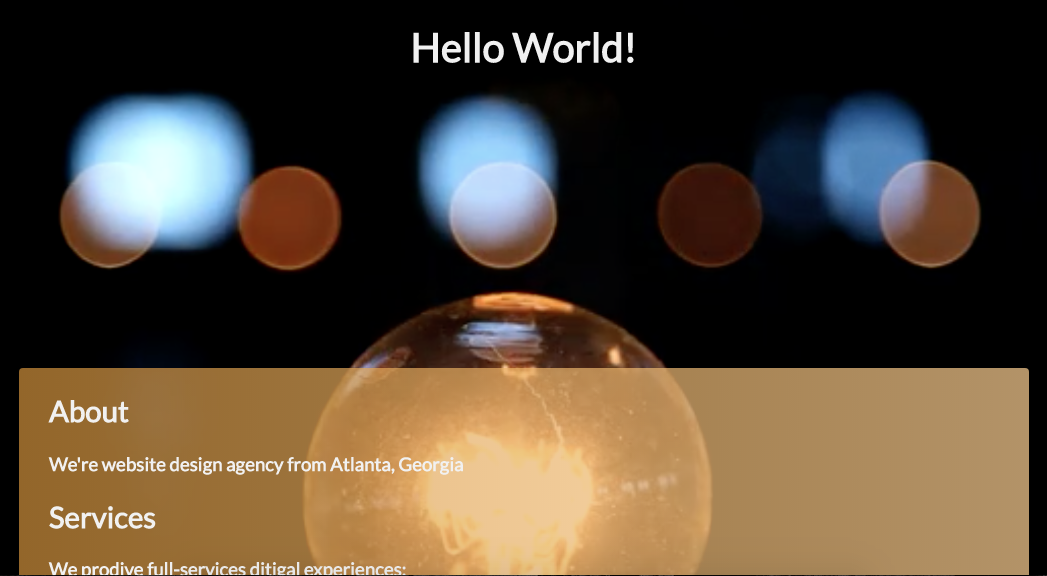 Hello World!
About
We're website design agency from Atlanta, Georgia
Services
We prodive full-services ditigal experiences: